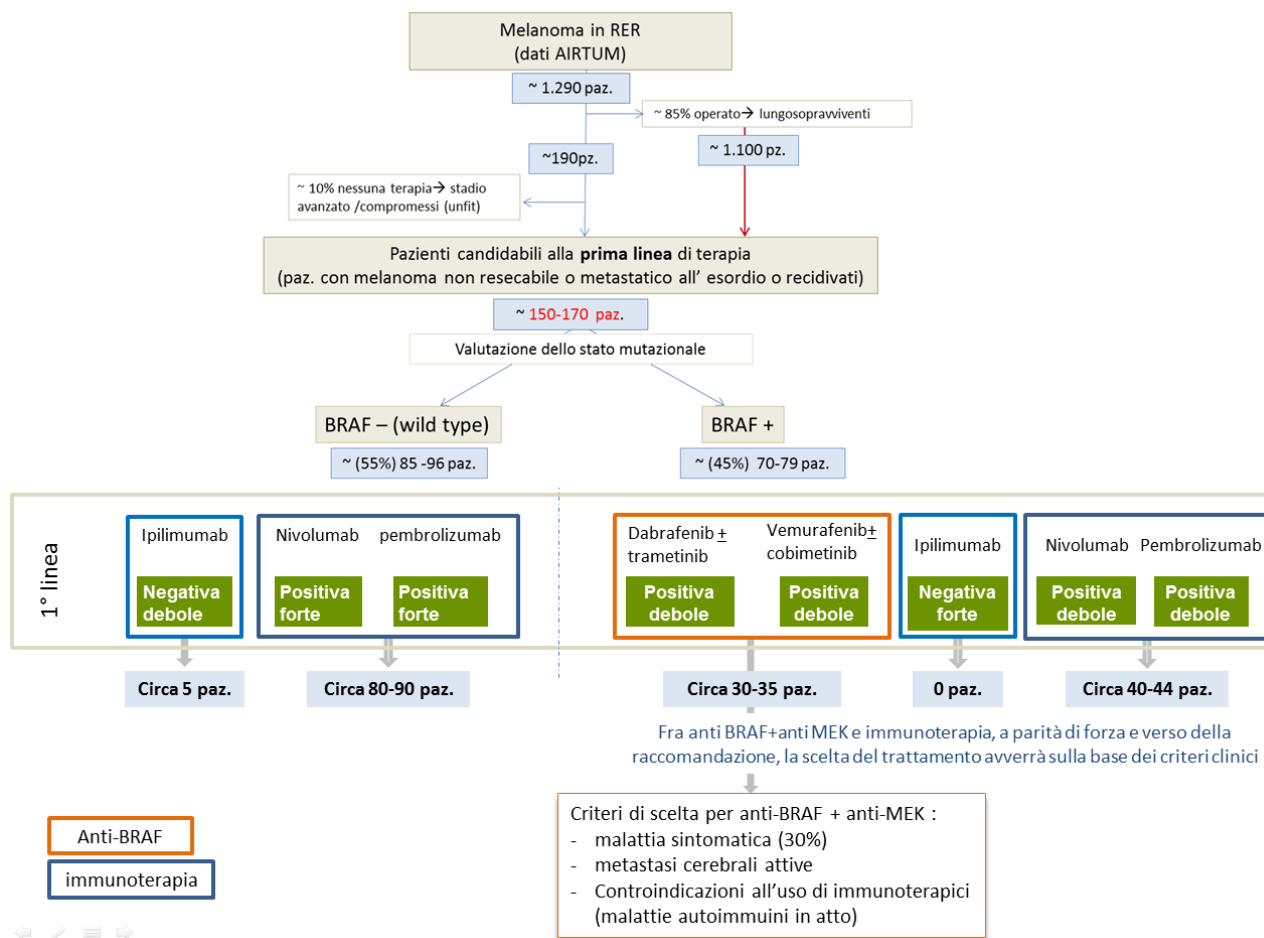 Melanoma in RER
(dati AIRTUM)
~ 1.290 paz.
~ 85% operato→ lungosopravviventi
~190pz.
~ 1.100 pz.
~ 10% nessuna terapia→ stadio
avanzato /compromessi (unfit)
Pazienti candidabili alla prima linea di terapia
(paz. con melanoma non resecabile o metastatico all' esordio o recidivati)
~ 150-170 paz.
Valutazione dello stato mutazionale
BRAF – (wild type)
BRAF +
~ (55%) 85 -96 paz.
~ (45%) 70-79 paz.
1° linea
Ipilimumab
Negativa
debole
Nivolumab
Positiva
forte
pembrolizumab
Positiva
forte
Dabrafenib ±
trametinib
Positiva
debole
Vemurafenib±
cobimetinib
Positiva
debole
Ipilimumab
Negativa
forte
Nivolumab
Positiva
debole
Pembrolizumab
Positiva
debole
Circa 5 paz.
Circa 80-90 paz.
Circa 30-35 paz.
0 paz.
Circa 40-44 paz.
Fra anti BRAF+anti MEK e immunoterapia, a parità di forza e verso della
raccomandazione, la scelta del trattamento avverrà sulla base dei criteri clinici
Criteri di scelta per anti-BRAF + anti-MEK :
- malattia sintomatica (30%)
- metastasi cerebrali attive
- Controindicazioni all'uso di immunoterapici
(malattie autoimmuini in atto)
Anti-BRAF
immunoterapia